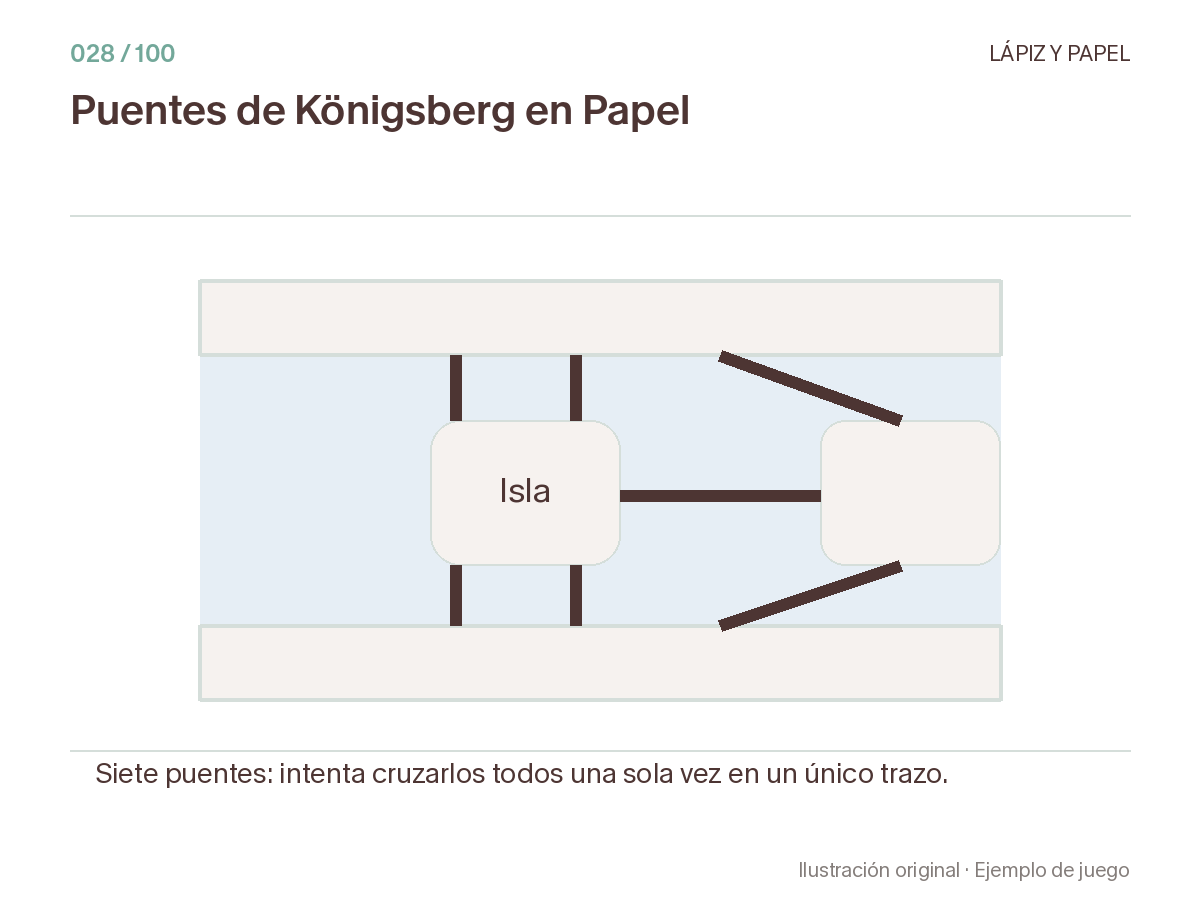 028 / 100
LÁPIZ Y PAPEL
Puentes de Königsberg en Papel
Isla
Siete puentes: intenta cruzarlos todos una sola vez en un único trazo.
Ilustración original · Ejemplo de juego